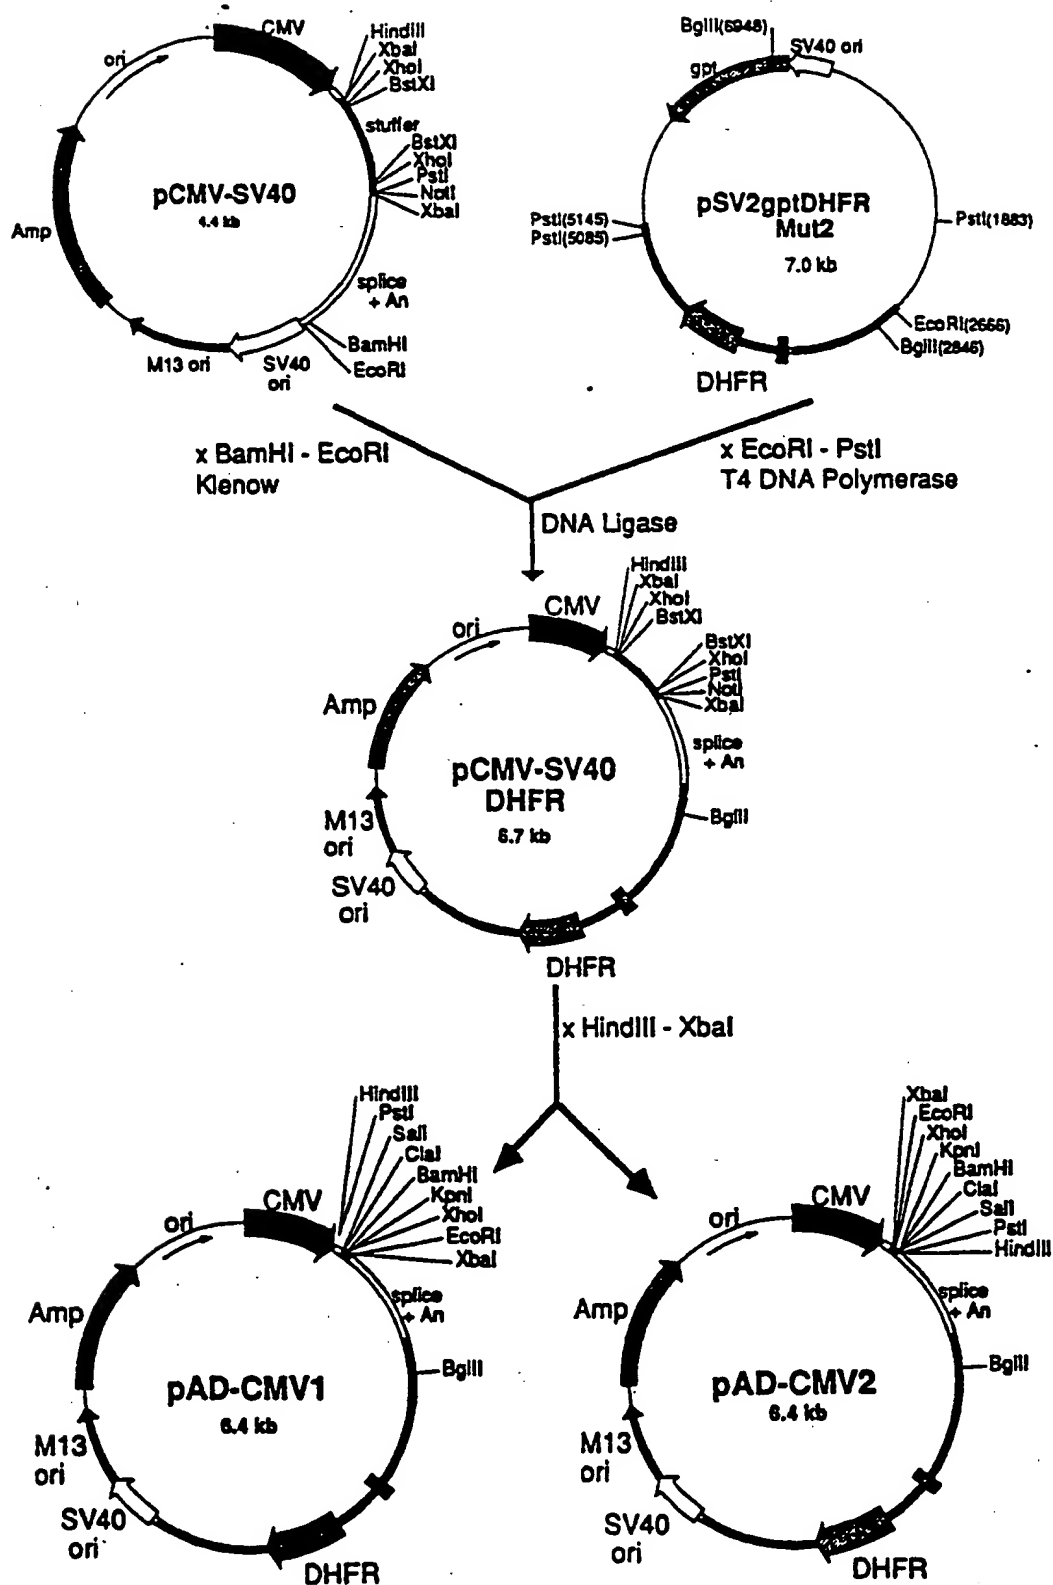 CMV
HindIII
XbaI
XhoI
BstXI
ori
stuffer
BstXI
XhoI
PstI
NotI
XbaI
pCMV-SV40
4.4 kb
Amp
splice
+ An
BamHI
EcoRI
M13 ori
SV40
ori
BglII(6948)
SV40 ori
gpt
pSV2gptDHFR
Mut2
7.0 kb
PstI(5145)
PstI(5085)
PstI(1883)
EcoRI(2666)
BglII(2846)
DHFR
x BamHI - EcoRI
Klenow
x EcoRI - PstI
T4 DNA Polymerase
DNA Ligase
HindIII
XbaI
XhoI
BstXI
CMV
ori
BstXI
XhoI
PstI
NotI
XbaI
Amp
splice
+ An
pCMV-SV40
DHFR
6.7 kb
BglII
M13
ori
SV40
ori
DHFR
x HindIII - XbaI
HindIII
PstI
SalI
ClaI
BamHI
KpnI
XhoI
EcoRI
XbaI
CMV
ori
Amp
splice
+ An
BglII
pAD-CMV1
6.4 kb
M13
ori
SV40
ori
DHFR
XbaI
EcoRI
XhoI
KpnI
BamHI
ClaI
SalI
PstI
HindIII
CMV
ori
Amp
splice
+ An
BglII
pAD-CMV2
6.4 kb
M13
ori
SV40
ori
DHFR